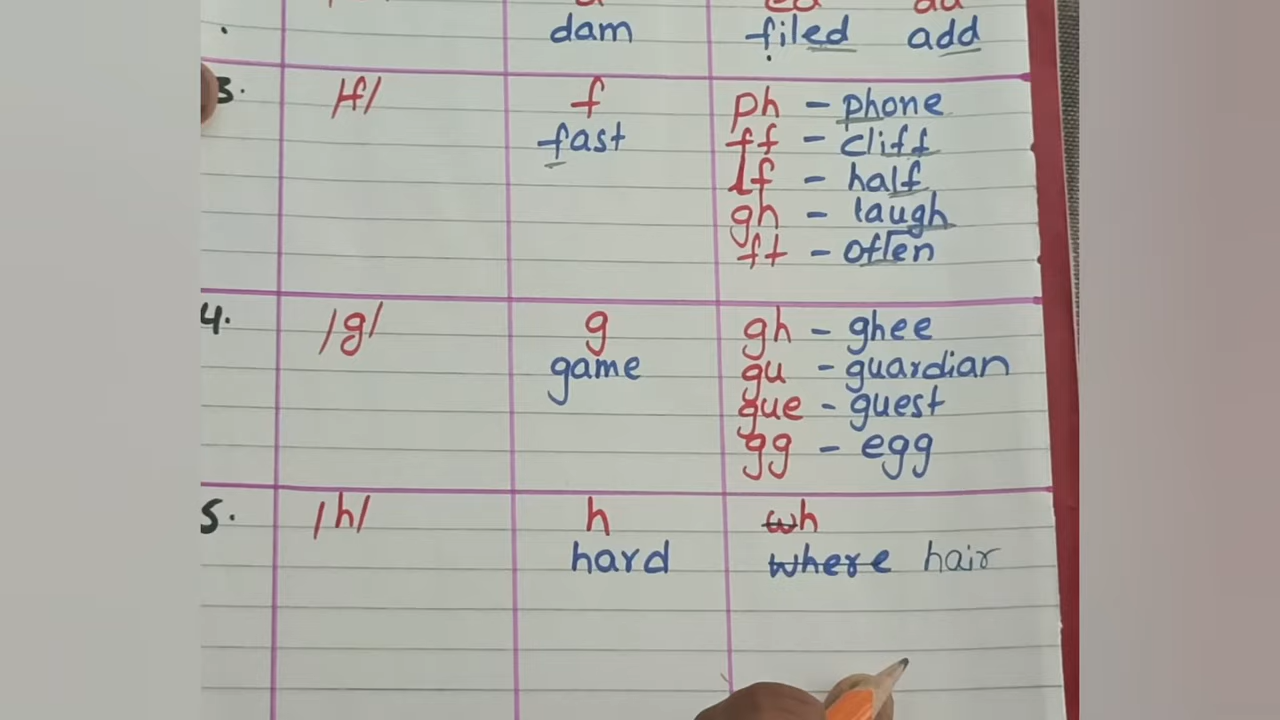 dam filed add
3. /f/ f ph - phone
fast ff - cliff
lf - half
gh - laugh
ft - often
4. /g/ g gh - ghee
game gu - guardian
gue - guest
gg - egg
5. /h/ h wh
hard where hair